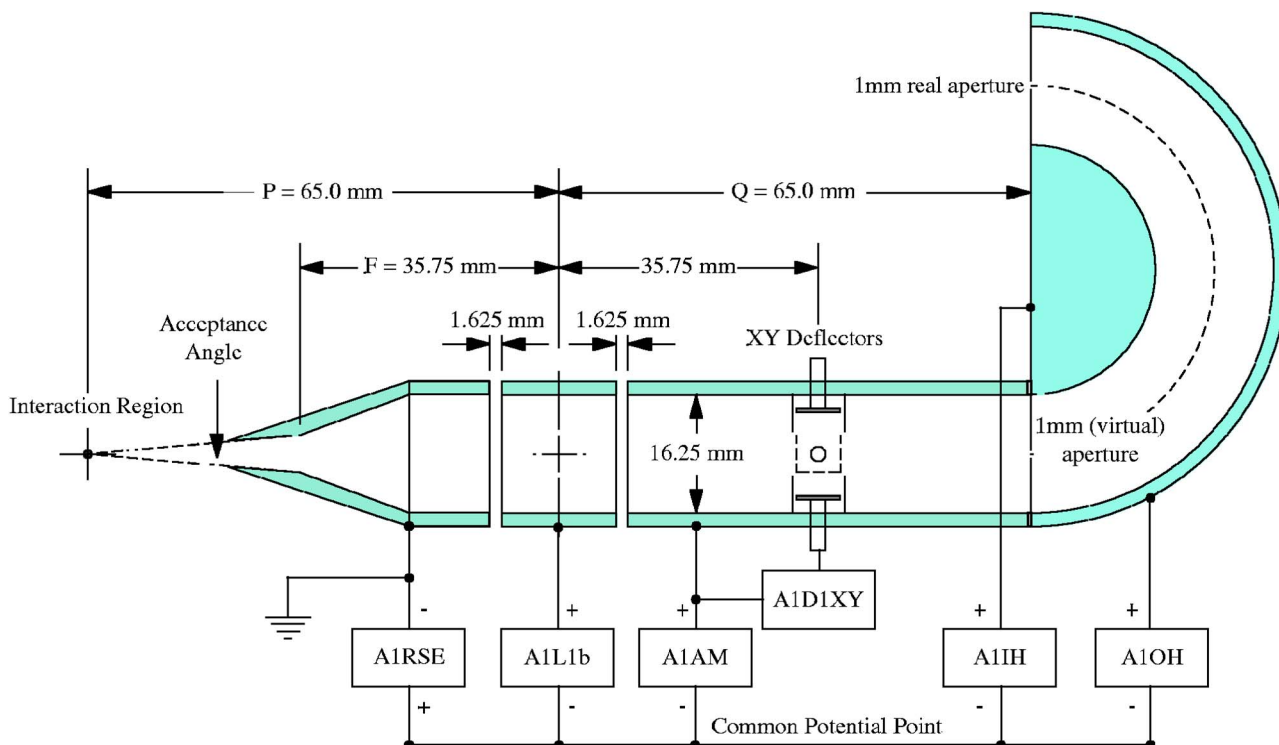 1mm real aperture
P = 65.0 mm
Q = 65.0 mm
F = 35.75 mm
35.75 mm
1.625 mm
1.625 mm
Acceptance
Angle
XY Deflectors
Interaction Region
16.25 mm
1mm (virtual)
aperture
A1D1XY
-
+
+
+
+
A1RSE
A1L1b
A1AM
A1IH
A1OH
+
-
-
-
-
Common Potential Point